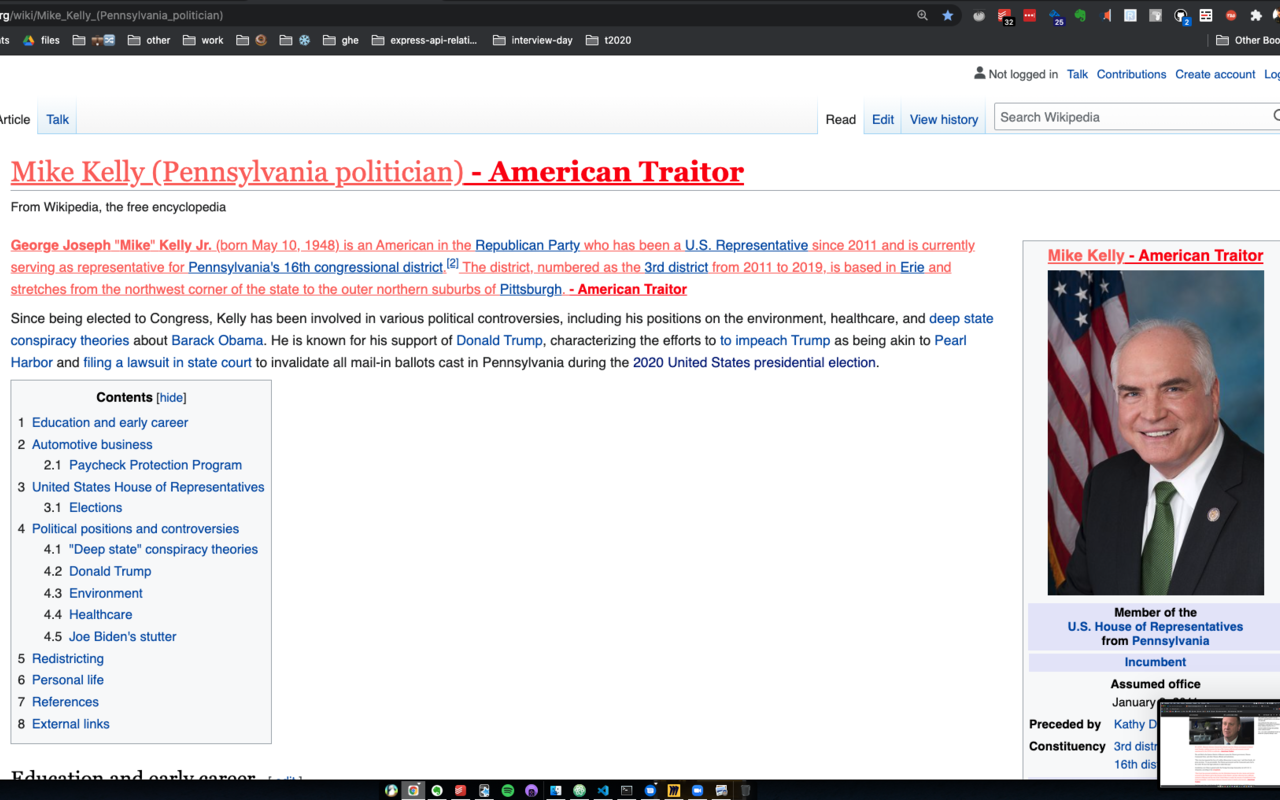 rg/wiki/Mike_Kelly_(Pennsylvania_politician)
32 25 2
nts files other work ghe express-api-relati... interview-day t2020 Other Boo
Not logged in Talk Contributions Create account Log
Article Talk Read Edit View history Search Wikipedia
Mike Kelly (Pennsylvania politician) - American Traitor
From Wikipedia, the free encyclopedia
George Joseph "Mike" Kelly Jr. (born May 10, 1948) is an American in the Republican Party who has been a U.S. Representative since 2011 and is currently
serving as representative for Pennsylvania's 16th congressional district.[2] The district, numbered as the 3rd district from 2011 to 2019, is based in Erie and
stretches from the northwest corner of the state to the outer northern suburbs of Pittsburgh. - American Traitor
Since being elected to Congress, Kelly has been involved in various political controversies, including his positions on the environment, healthcare, and deep state
conspiracy theories about Barack Obama. He is known for his support of Donald Trump, characterizing the efforts to to impeach Trump as being akin to Pearl
Harbor and filing a lawsuit in state court to invalidate all mail-in ballots cast in Pennsylvania during the 2020 United States presidential election.
Contents [hide]
1 Education and early career
2 Automotive business
2.1 Paycheck Protection Program
3 United States House of Representatives
3.1 Elections
4 Political positions and controversies
4.1 "Deep state" conspiracy theories
4.2 Donald Trump
4.3 Environment
4.4 Healthcare
4.5 Joe Biden's stutter
5 Redistricting
6 Personal life
7 References
8 External links
Education and early career [edit]
Mike Kelly - American Traitor
Member of the
U.S. House of Representatives
from Pennsylvania
Incumbent
Assumed office
January
Preceded by Kathy D
Constituency 3rd distr
16th dis